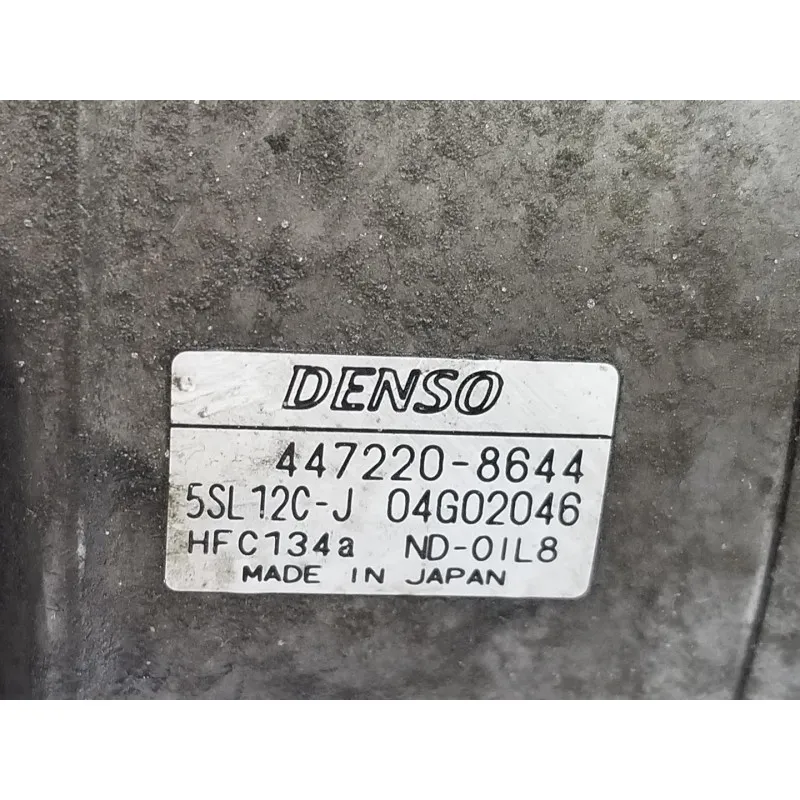 DENSO
447220-8644
5SL12C-J 04G02046
HFC134a ND-OIL8
MADE IN JAPAN